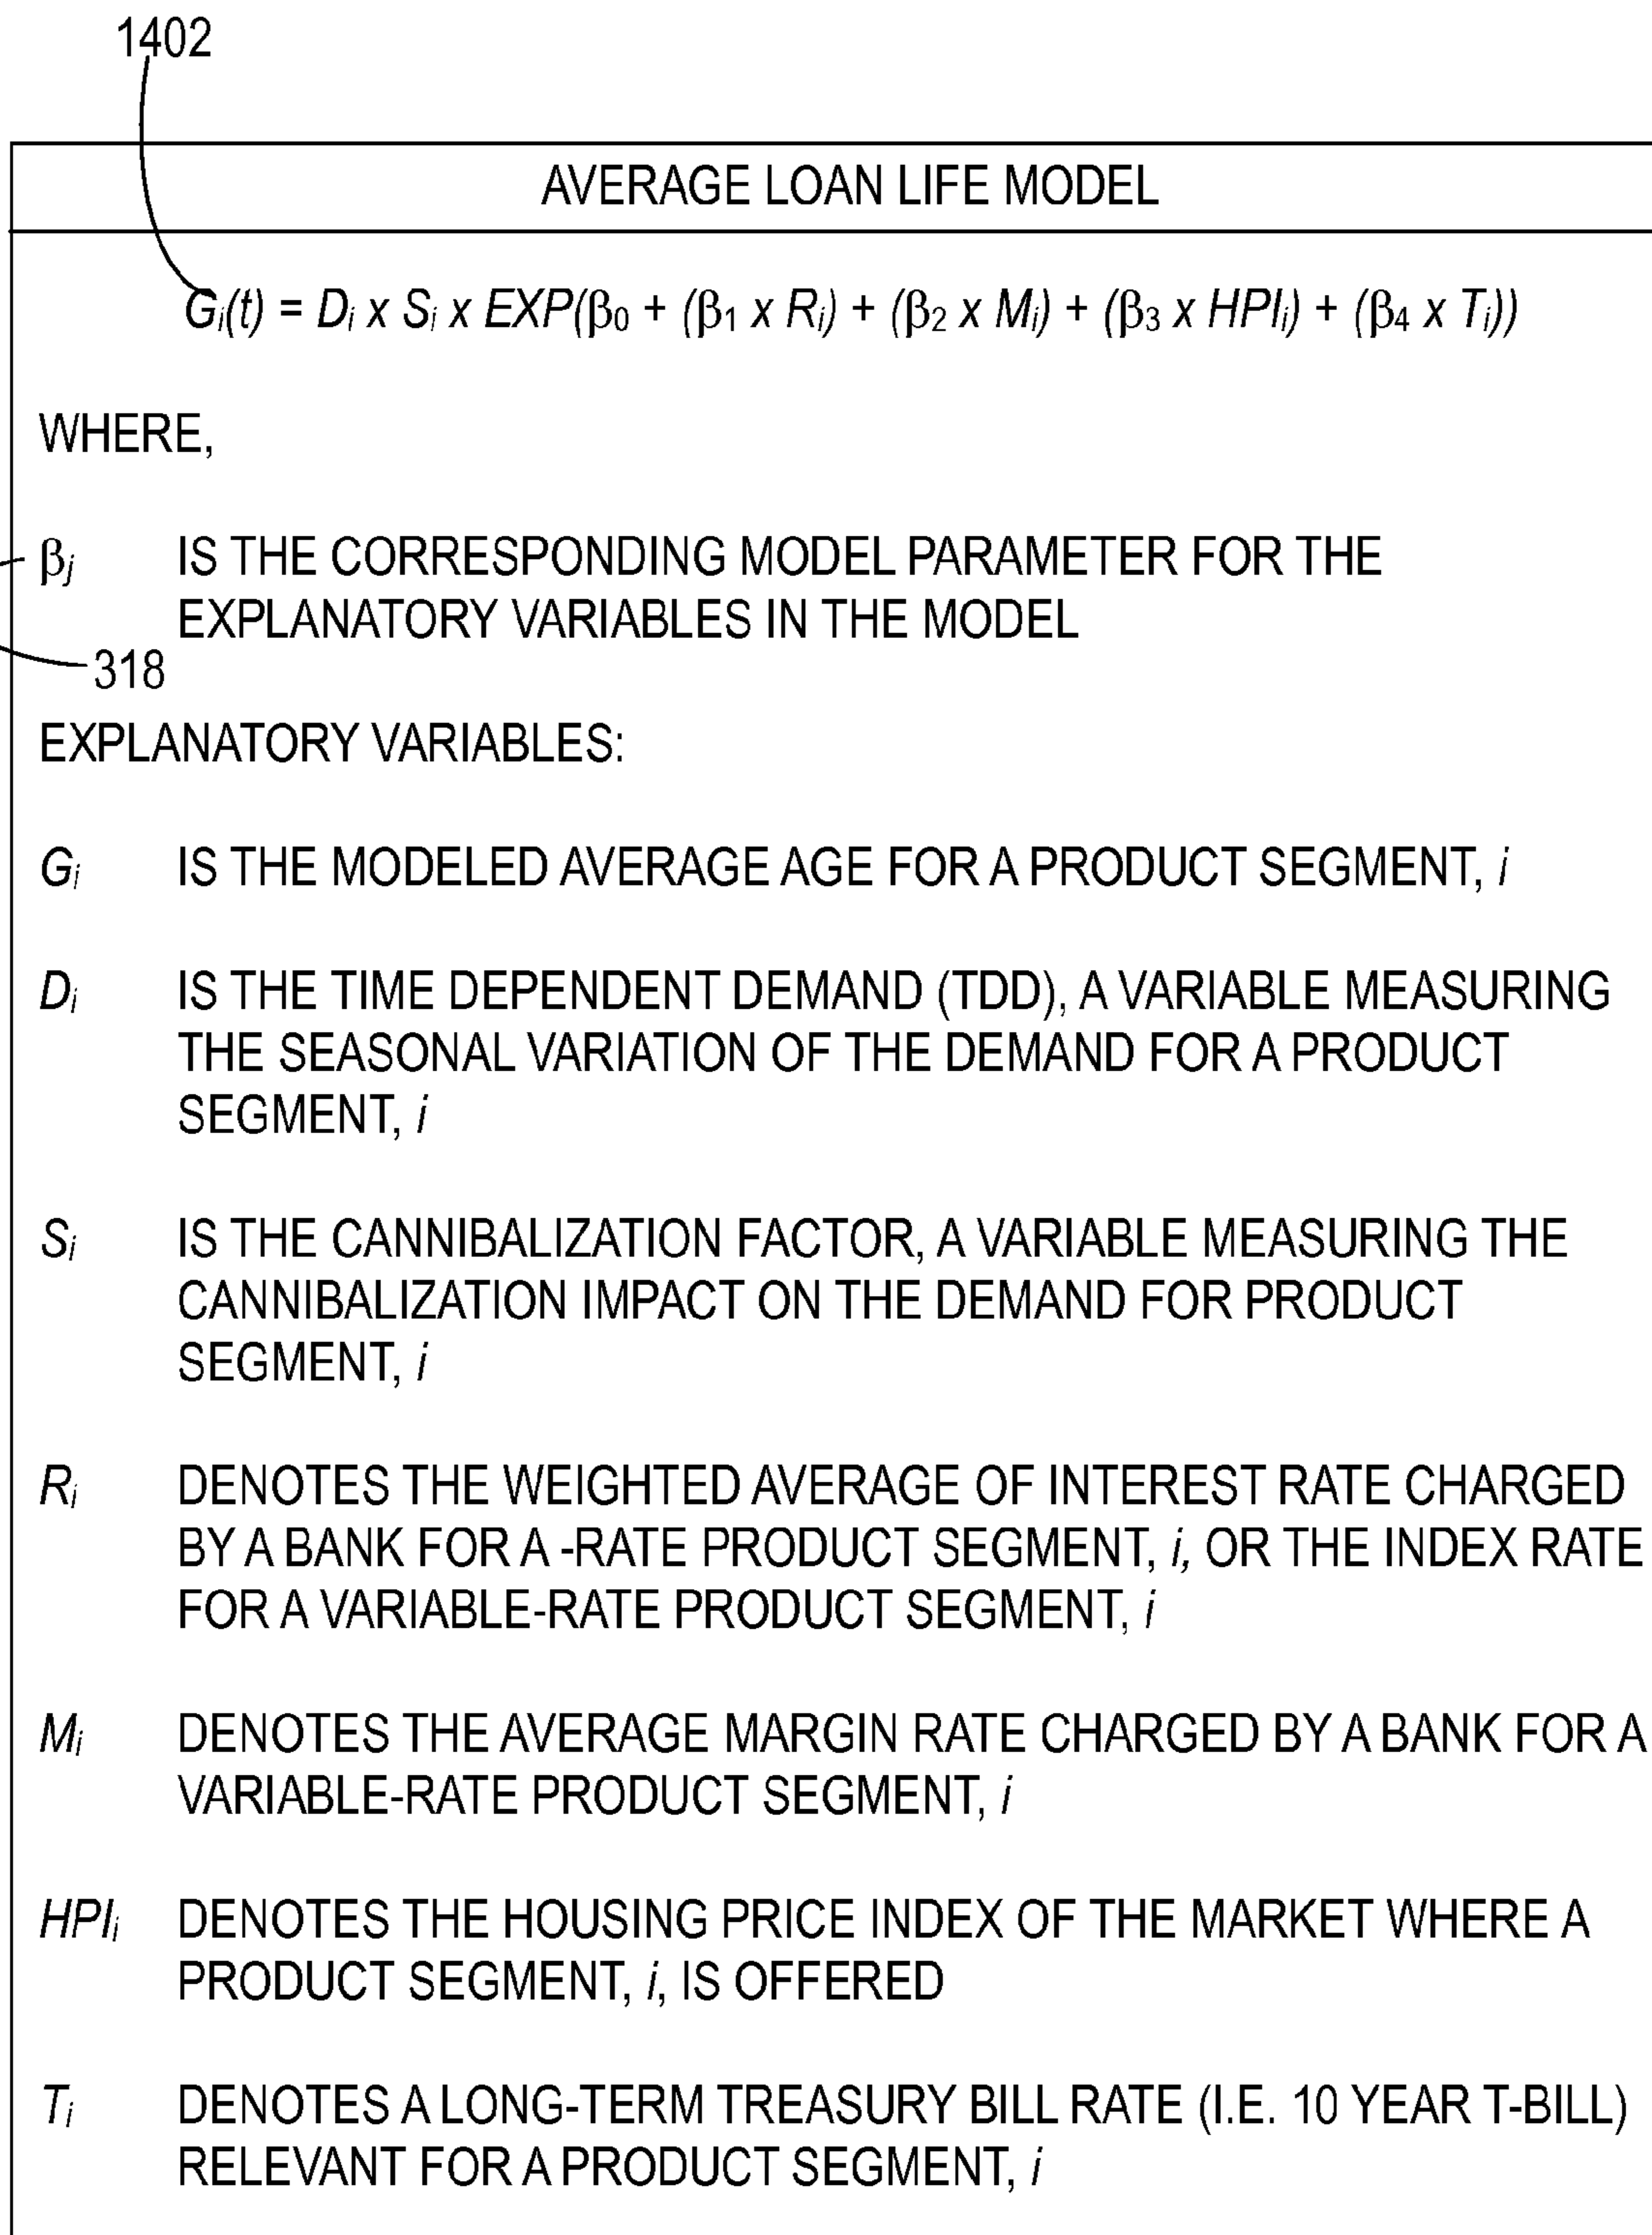 1402
AVERAGE LOAN LIFE MODEL
Gᵢ(t) = Dᵢ x Sᵢ x EXP(β₀ + (β₁ x Rᵢ) + (β₂ x Mᵢ) + (β₃ x HPIᵢ) + (β₄ x Tᵢ))
WHERE,
βⱼ IS THE CORRESPONDING MODEL PARAMETER FOR THE
EXPLANATORY VARIABLES IN THE MODEL
318
EXPLANATORY VARIABLES:
Gᵢ IS THE MODELED AVERAGE AGE FOR A PRODUCT SEGMENT, i
Dᵢ IS THE TIME DEPENDENT DEMAND (TDD), A VARIABLE MEASURING
THE SEASONAL VARIATION OF THE DEMAND FOR A PRODUCT
SEGMENT, i
Sᵢ IS THE CANNIBALIZATION FACTOR, A VARIABLE MEASURING THE
CANNIBALIZATION IMPACT ON THE DEMAND FOR PRODUCT
SEGMENT, i
Rᵢ DENOTES THE WEIGHTED AVERAGE OF INTEREST RATE CHARGED
BY A BANK FOR A -RATE PRODUCT SEGMENT, i, OR THE INDEX RATE
FOR A VARIABLE-RATE PRODUCT SEGMENT, i
Mᵢ DENOTES THE AVERAGE MARGIN RATE CHARGED BY A BANK FOR A
VARIABLE-RATE PRODUCT SEGMENT, i
HPIᵢ DENOTES THE HOUSING PRICE INDEX OF THE MARKET WHERE A
PRODUCT SEGMENT, i, IS OFFERED
Tᵢ DENOTES A LONG-TERM TREASURY BILL RATE (I.E. 10 YEAR T-BILL)
RELEVANT FOR A PRODUCT SEGMENT, i